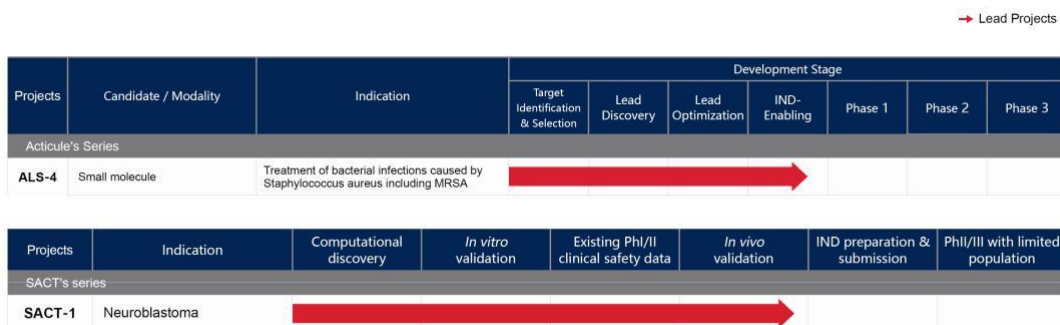 Lead Projects
Development Stage
Projects
Candidate / Modality
Indication
Target
Identification
& Selection
Lead
Discovery
Lead
Optimization
IND-
Enabling
Phase 1
Phase 2
Phase 3
Acticule's Series
ALS-4
Small molecule
Treatment of bacterial infections caused by
Staphylococcus aureus including MRSA
Projects
Indication
Computational
discovery
In vitro
validation
Existing PhI/II
clinical safety data
In vivo
validation
IND preparation &
submission
PhII/III with limited
population
SACT's series
SACT-1
Neuroblastoma